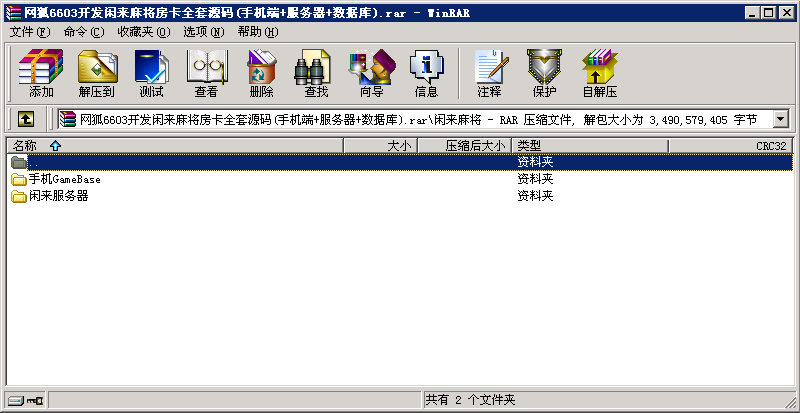 网狐6603开发闲来麻将房卡全套源码(手机端+服务器+数据库).rar - WinRAR
文件(F) 命令(C) 收藏夹(O) 选项(N) 帮助(H)
添加 解压到 测试 查看 删除 查找 向导 信息 注释 保护 自解压
网狐6603开发闲来麻将房卡全套源码(手机端+服务器+数据库).rar\闲来麻将 - RAR 压缩文件, 解包大小为 3,490,579,405 字节
名称 大小 压缩后大小 类型 CRC32
.. 资料夹
手机GameBase 资料夹
闲来服务器 资料夹
共有 2 个文件夹